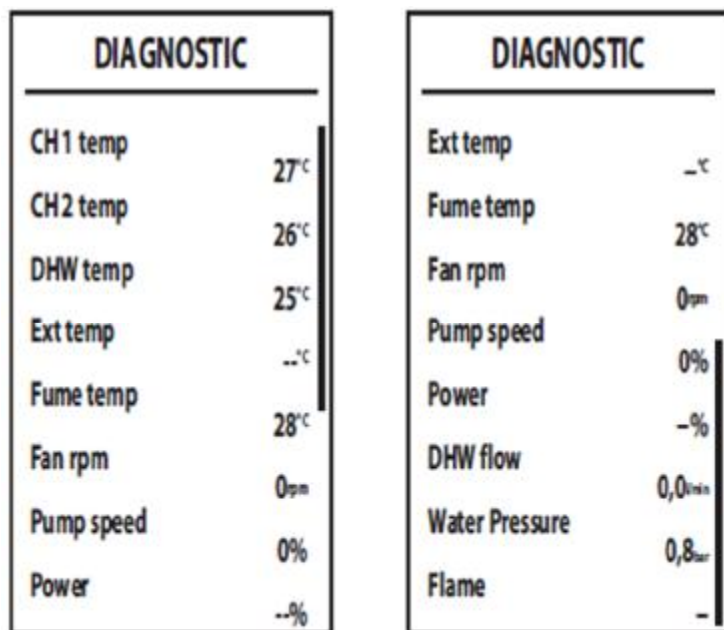 DIAGNOSTIC
CH1 temp
27°C
CH2 temp
26°C
DHW temp
25°C
Ext temp
--°C
Fume temp
28°C
Fan rpm
0rpm
Pump speed
0%
Power
--%
DIAGNOSTIC
Ext temp
–°C
Fume temp
28°C
Fan rpm
0rpm
Pump speed
0%
Power
–%
DHW flow
0,0l/min
Water Pressure
0,8bar
Flame
–